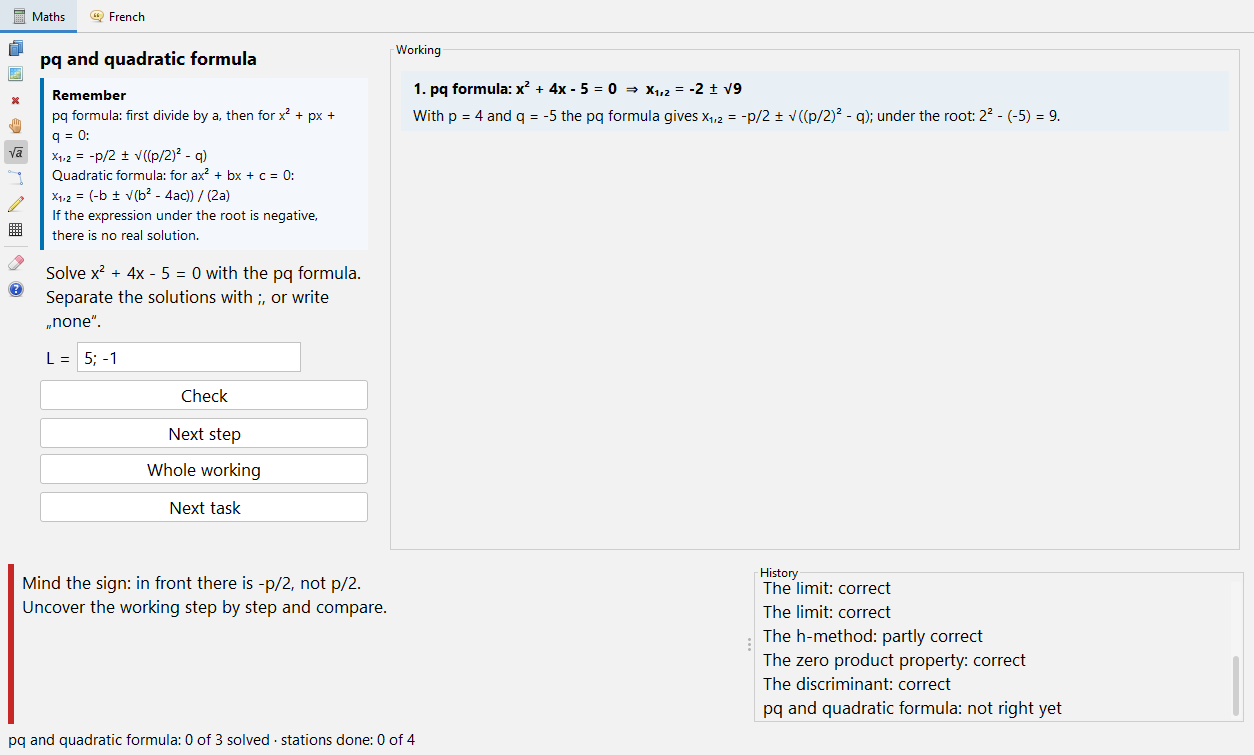 Maths
French
pq and quadratic formula
Remember
pq formula: first divide by a, then for x² + px +
q = 0:
x₁,₂ = -p/2 ± √((p/2)² - q)
Quadratic formula: for ax² + bx + c = 0:
x₁,₂ = (-b ± √(b² - 4ac)) / (2a)
If the expression under the root is negative,
there is no real solution.
Solve x² + 4x - 5 = 0 with the pq formula.
Separate the solutions with ;, or write
„none“.
L = 5; -1
Check
Next step
Whole working
Next task
Working
1. pq formula: x² + 4x - 5 = 0 ⇒ x₁,₂ = -2 ± √9
With p = 4 and q = -5 the pq formula gives x₁,₂ = -p/2 ± √((p/2)² - q); under the root: 2² - (-5) = 9.
Mind the sign: in front there is -p/2, not p/2.
Uncover the working step by step and compare.
History
The limit: correct
The limit: correct
The h-method: partly correct
The zero product property: correct
The discriminant: correct
pq and quadratic formula: not right yet
pq and quadratic formula: 0 of 3 solved · stations done: 0 of 4